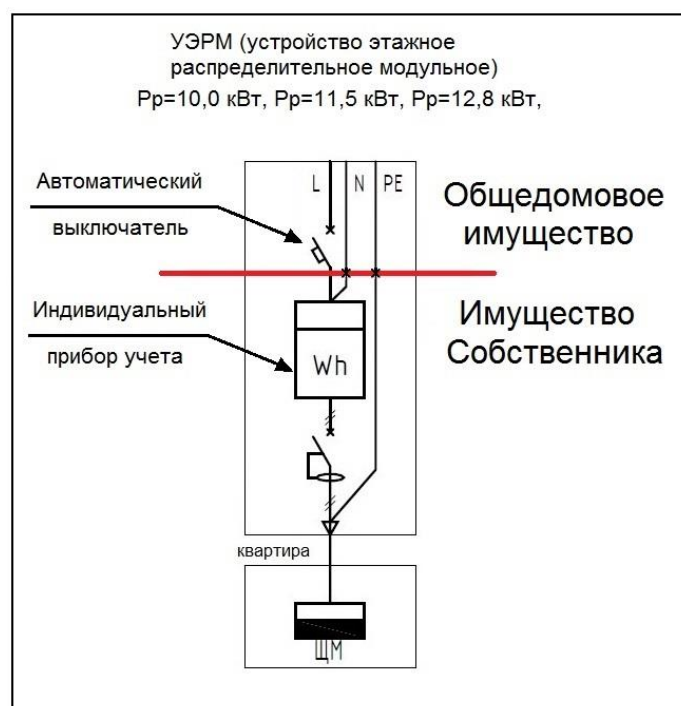 УЭРМ (устройство этажное
распределительное модульное)
Рр=10,0 кВт, Рр=11,5 кВт, Рр=12,8 кВт,
L N PE
Автоматический
выключатель
Общедомовое
имущество
Индивидуальный
прибор учета
Имущество
Собственника
Wh
квартира
ЩМ